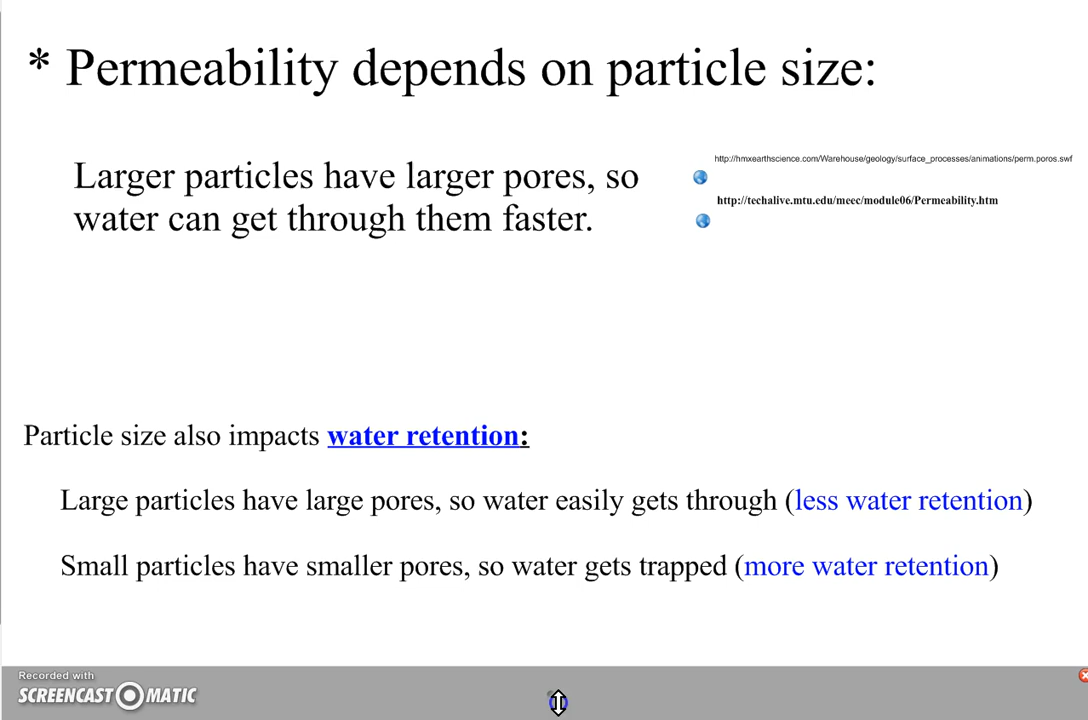 * Permeability depends on particle size:
Larger particles have larger pores, so
water can get through them faster.
http://hmxearthscience.com/Warehouse/geology/surface_processes/animations/perm.poros.swf
http://techalive.mtu.edu/meec/module06/Permeability.htm
Particle size also impacts water retention:
Large particles have large pores, so water easily gets through (less water retention)
Small particles have smaller pores, so water gets trapped (more water retention)
Recorded with
SCREENCAST MATIC